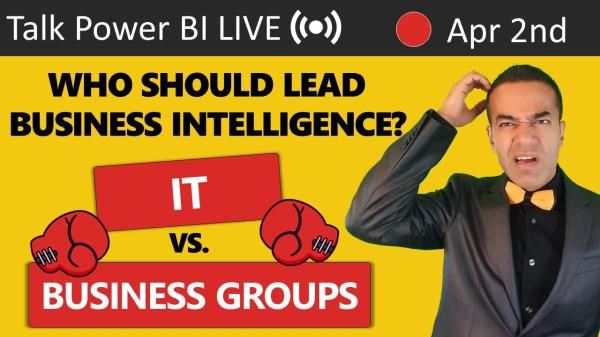 Talk Power BI LIVE
Apr 2nd
WHO SHOULD LEAD
BUSINESS INTELLIGENCE?
IT
VS.
BUSINESS GROUPS